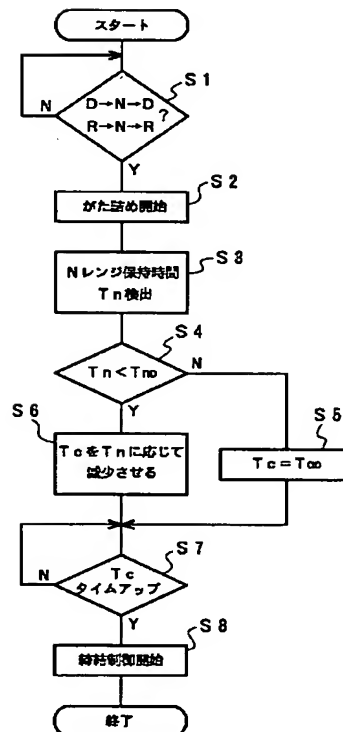 スタート
S1
D→N→D
R→N→R
?
N
Y
S2
がた詰め開始
S3
Nレンジ保持時間
Tn検出
S4
Tn<Tn0
N
Y
S6
TcをTnに応じて
減少させる
S5
Tc=Tc0
S7
Tc
タイムアップ
N
Y
S8
締結制御開始
終了